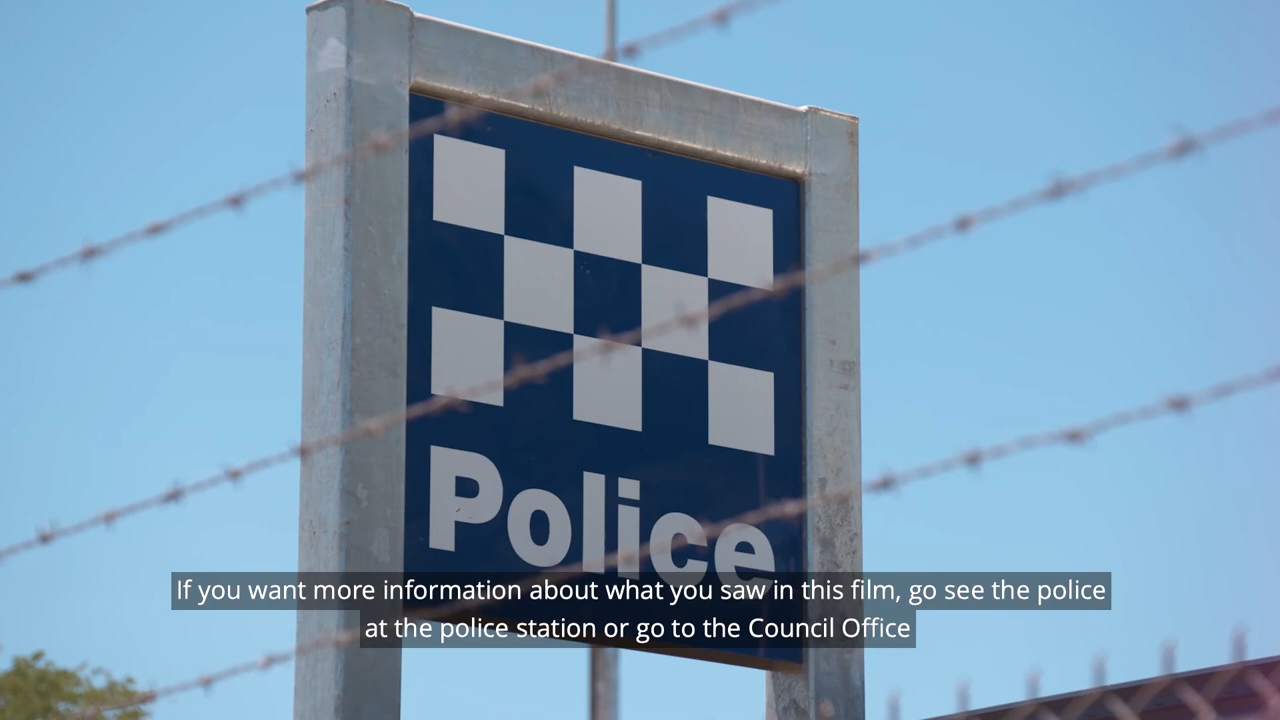 Police
If you want more information about what you saw in this film, go see the police
at the police station or go to the Council Office